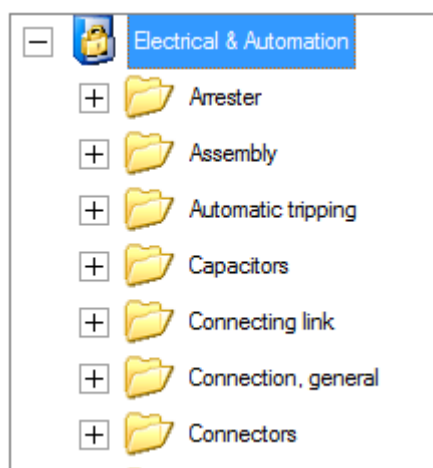 Electrical & Automation
Arrester
Assembly
Automatic tripping
Capacitors
Connecting link
Connection, general
Connectors